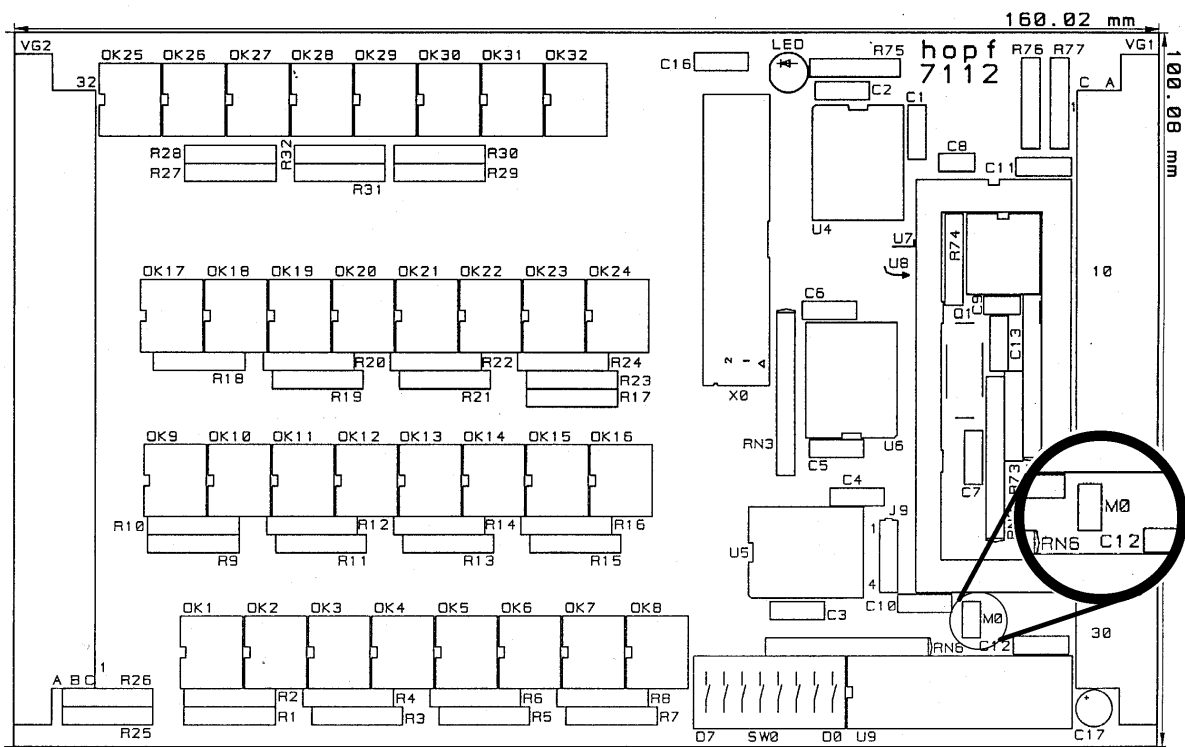 160.02 mm
VG2
OK25 OK26 OK27 OK28 OK29 OK30 OK31 OK32
LED
R75
hopf
7112
R76 R77
VG1
100.08 mm
C16
32
C2
C1
C A
1
R28
R32
R30
R27
R31
R29
C8
C11
U4
U7
U8
R74
10
OK17 OK18 OK19 OK20 OK21 OK22 OK23 OK24
C6
C9
Q1
C13
R18
R20
R22
R24
R19
R21
R23
R17
2 1
X0
OK9 OK10 OK11 OK12 OK13 OK14 OK15 OK16
RN3
U6
C5
C7
R73
C4
J9
1
M0
R10
R12
R14
R16
R9
R11
R13
R15
U5
RN6
C12
4
C3
C10
OK1 OK2 OK3 OK4 OK5 OK6 OK7 OK8
M0
30
RN6
C12
1
A B C
R26
R2
R4
R6
R8
R25
R1
R3
R5
R7
D7 SW0 D0 U9
+
C17